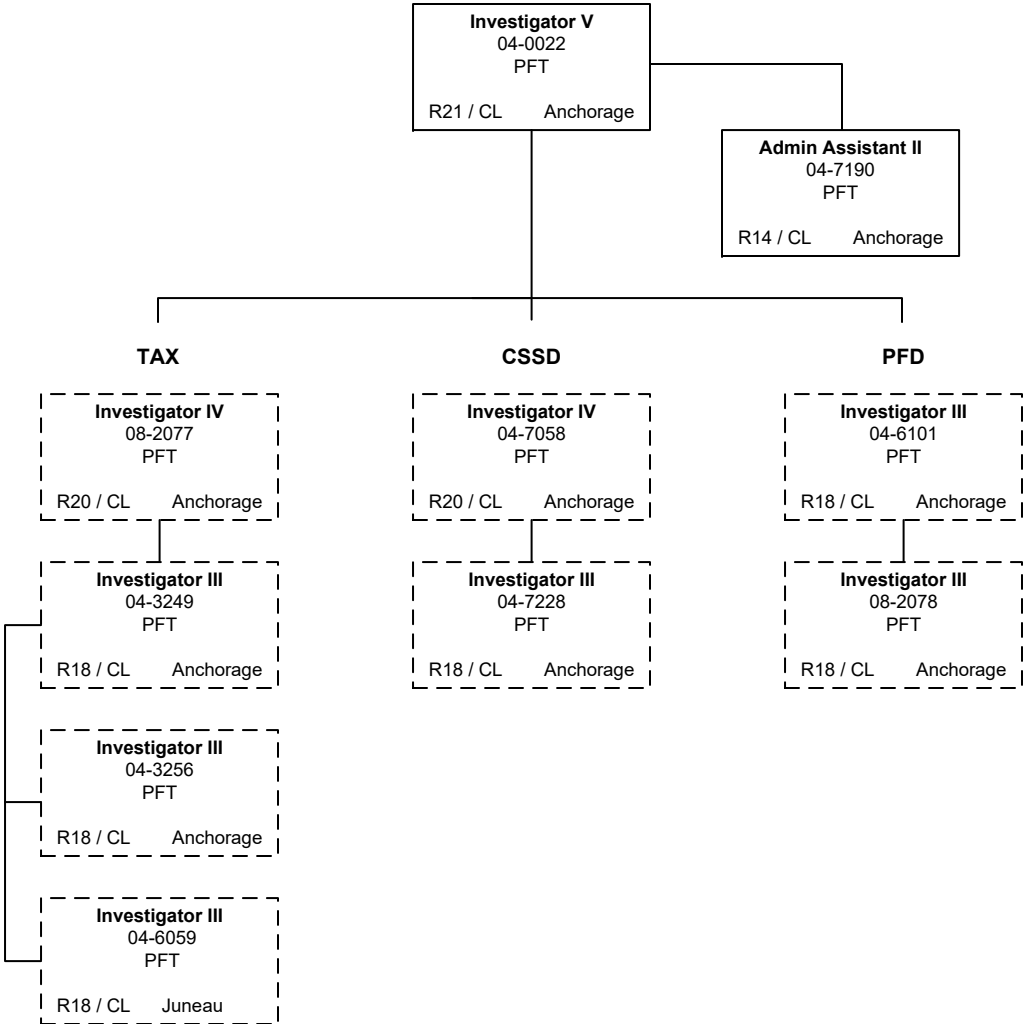 Investigator V
04-0022
PFT
R21 / CL Anchorage
Admin Assistant II
04-7190
PFT
R14 / CL Anchorage
TAX
Investigator IV
08-2077
PFT
R20 / CL Anchorage
Investigator III
04-3249
PFT
R18 / CL Anchorage
Investigator III
04-3256
PFT
R18 / CL Anchorage
Investigator III
04-6059
PFT
R18 / CL Juneau
CSSD
Investigator IV
04-7058
PFT
R20 / CL Anchorage
Investigator III
04-7228
PFT
R18 / CL Anchorage
PFD
Investigator III
04-6101
PFT
R18 / CL Anchorage
Investigator III
08-2078
PFT
R18 / CL Anchorage